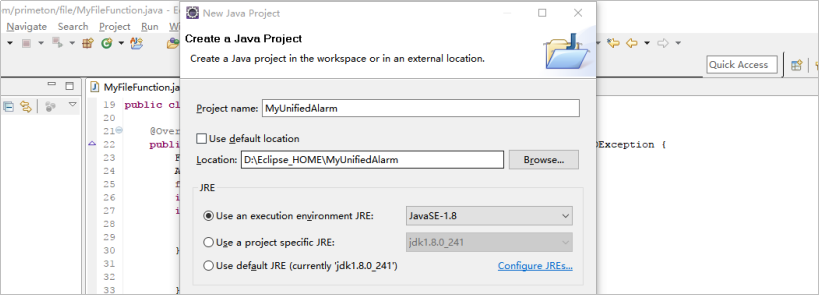 m/primeton/file/MyFileFunction.java - Ec
Navigate Search Project Run
New Java Project
Create a Java Project
Create a Java project in the workspace or in an external location.
Quick Access
MyFileFunction.ja
Project name: MyUnifiedAlarm
Use default location
Location: D:\Eclipse_HOME\MyUnifiedAlarm Browse...
JRE
Use an execution environment JRE: JavaSE-1.8
Use a project specific JRE: jdk1.8.0_241
Use default JRE (currently 'jdk1.8.0_241') Configure JREs...
19 public cl
20
21 @Over
22 publi OException {
23 F
24 A
25 f
26 i
27 i
28
29
30 }
31
32
33 }